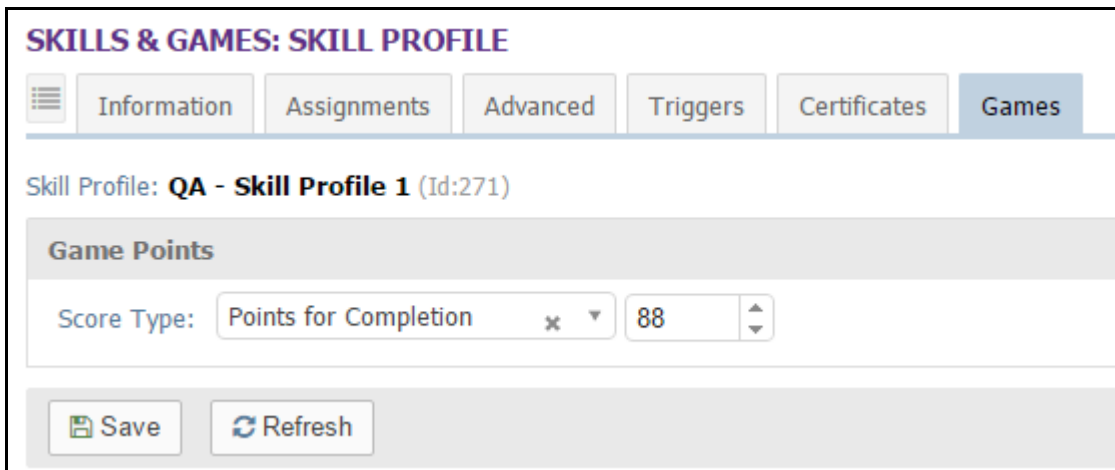 SKILLS & GAMES: SKILL PROFILE
Information Assignments Advanced Triggers Certificates Games
Skill Profile: QA - Skill Profile 1 (Id:271)
Game Points
Score Type: Points for Completion 88
Save Refresh